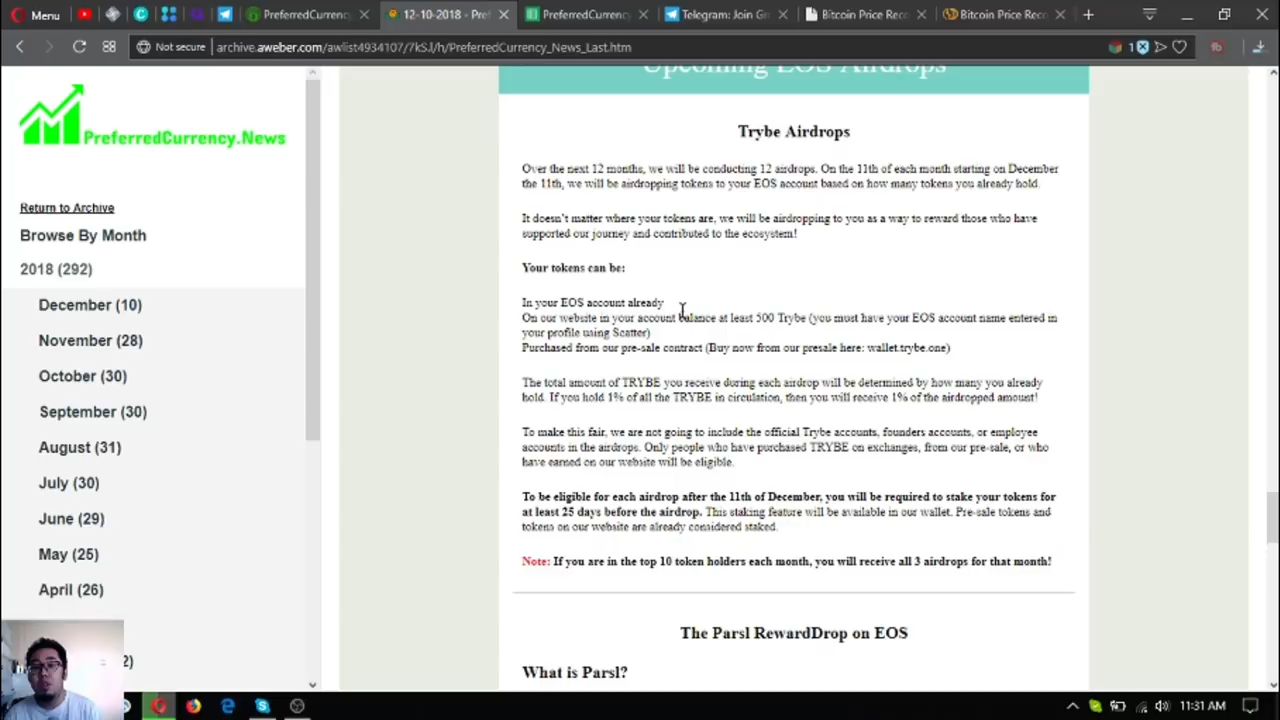 Menu
PreferredCurrency
12-10-2018 - Pref
PreferredCurrency
Telegram: Join Gr
Bitcoin Price Rec
Bitcoin Price Rec
Not secure
archive.aweber.com/awlist4934107/7kSJ/h/PreferredCurrency_News_Last.htm
1
PreferredCurrency.News
Return to Archive
Browse By Month
2018 (292)
December (10)
November (28)
October (30)
September (30)
August (31)
July (30)
June (29)
May (25)
April (26)
2)
Upcoming EOS Airdrops
Trybe Airdrops
Over the next 12 months, we will be conducting 12 airdrops. On the 11th of each month starting on December
the 11th, we will be airdropping tokens to your EOS account based on how many tokens you already hold.
It doesn't matter where your tokens are, we will be airdropping to you as a way to reward those who have
supported our journey and contributed to the ecosystem!
Your tokens can be:
In your EOS account already
On our website in your account balance at least 500 Trybe (you must have your EOS account name entered in
your profile using Scatter)
Purchased from our pre-sale contract (Buy now from our presale here: wallet.trybe.one)
The total amount of TRYBE you receive during each airdrop will be determined by how many you already
hold. If you hold 1% of all the TRYBE in circulation, then you will receive 1% of the airdropped amount!
To make this fair, we are not going to include the official Trybe accounts, founders accounts, or employee
accounts in the airdrops. Only people who have purchased TRYBE on exchanges, from our pre-sale, or who
have earned on our website will be eligible.
To be eligible for each airdrop after the 11th of December, you will be required to stake your tokens for
at least 25 days before the airdrop. This staking feature will be available in our wallet. Pre-sale tokens and
tokens on our website are already considered staked.
Note: If you are in the top 10 token holders each month, you will receive all 3 airdrops for that month!
The Parsl RewardDrop on EOS
What is Parsl?
11:31 AM